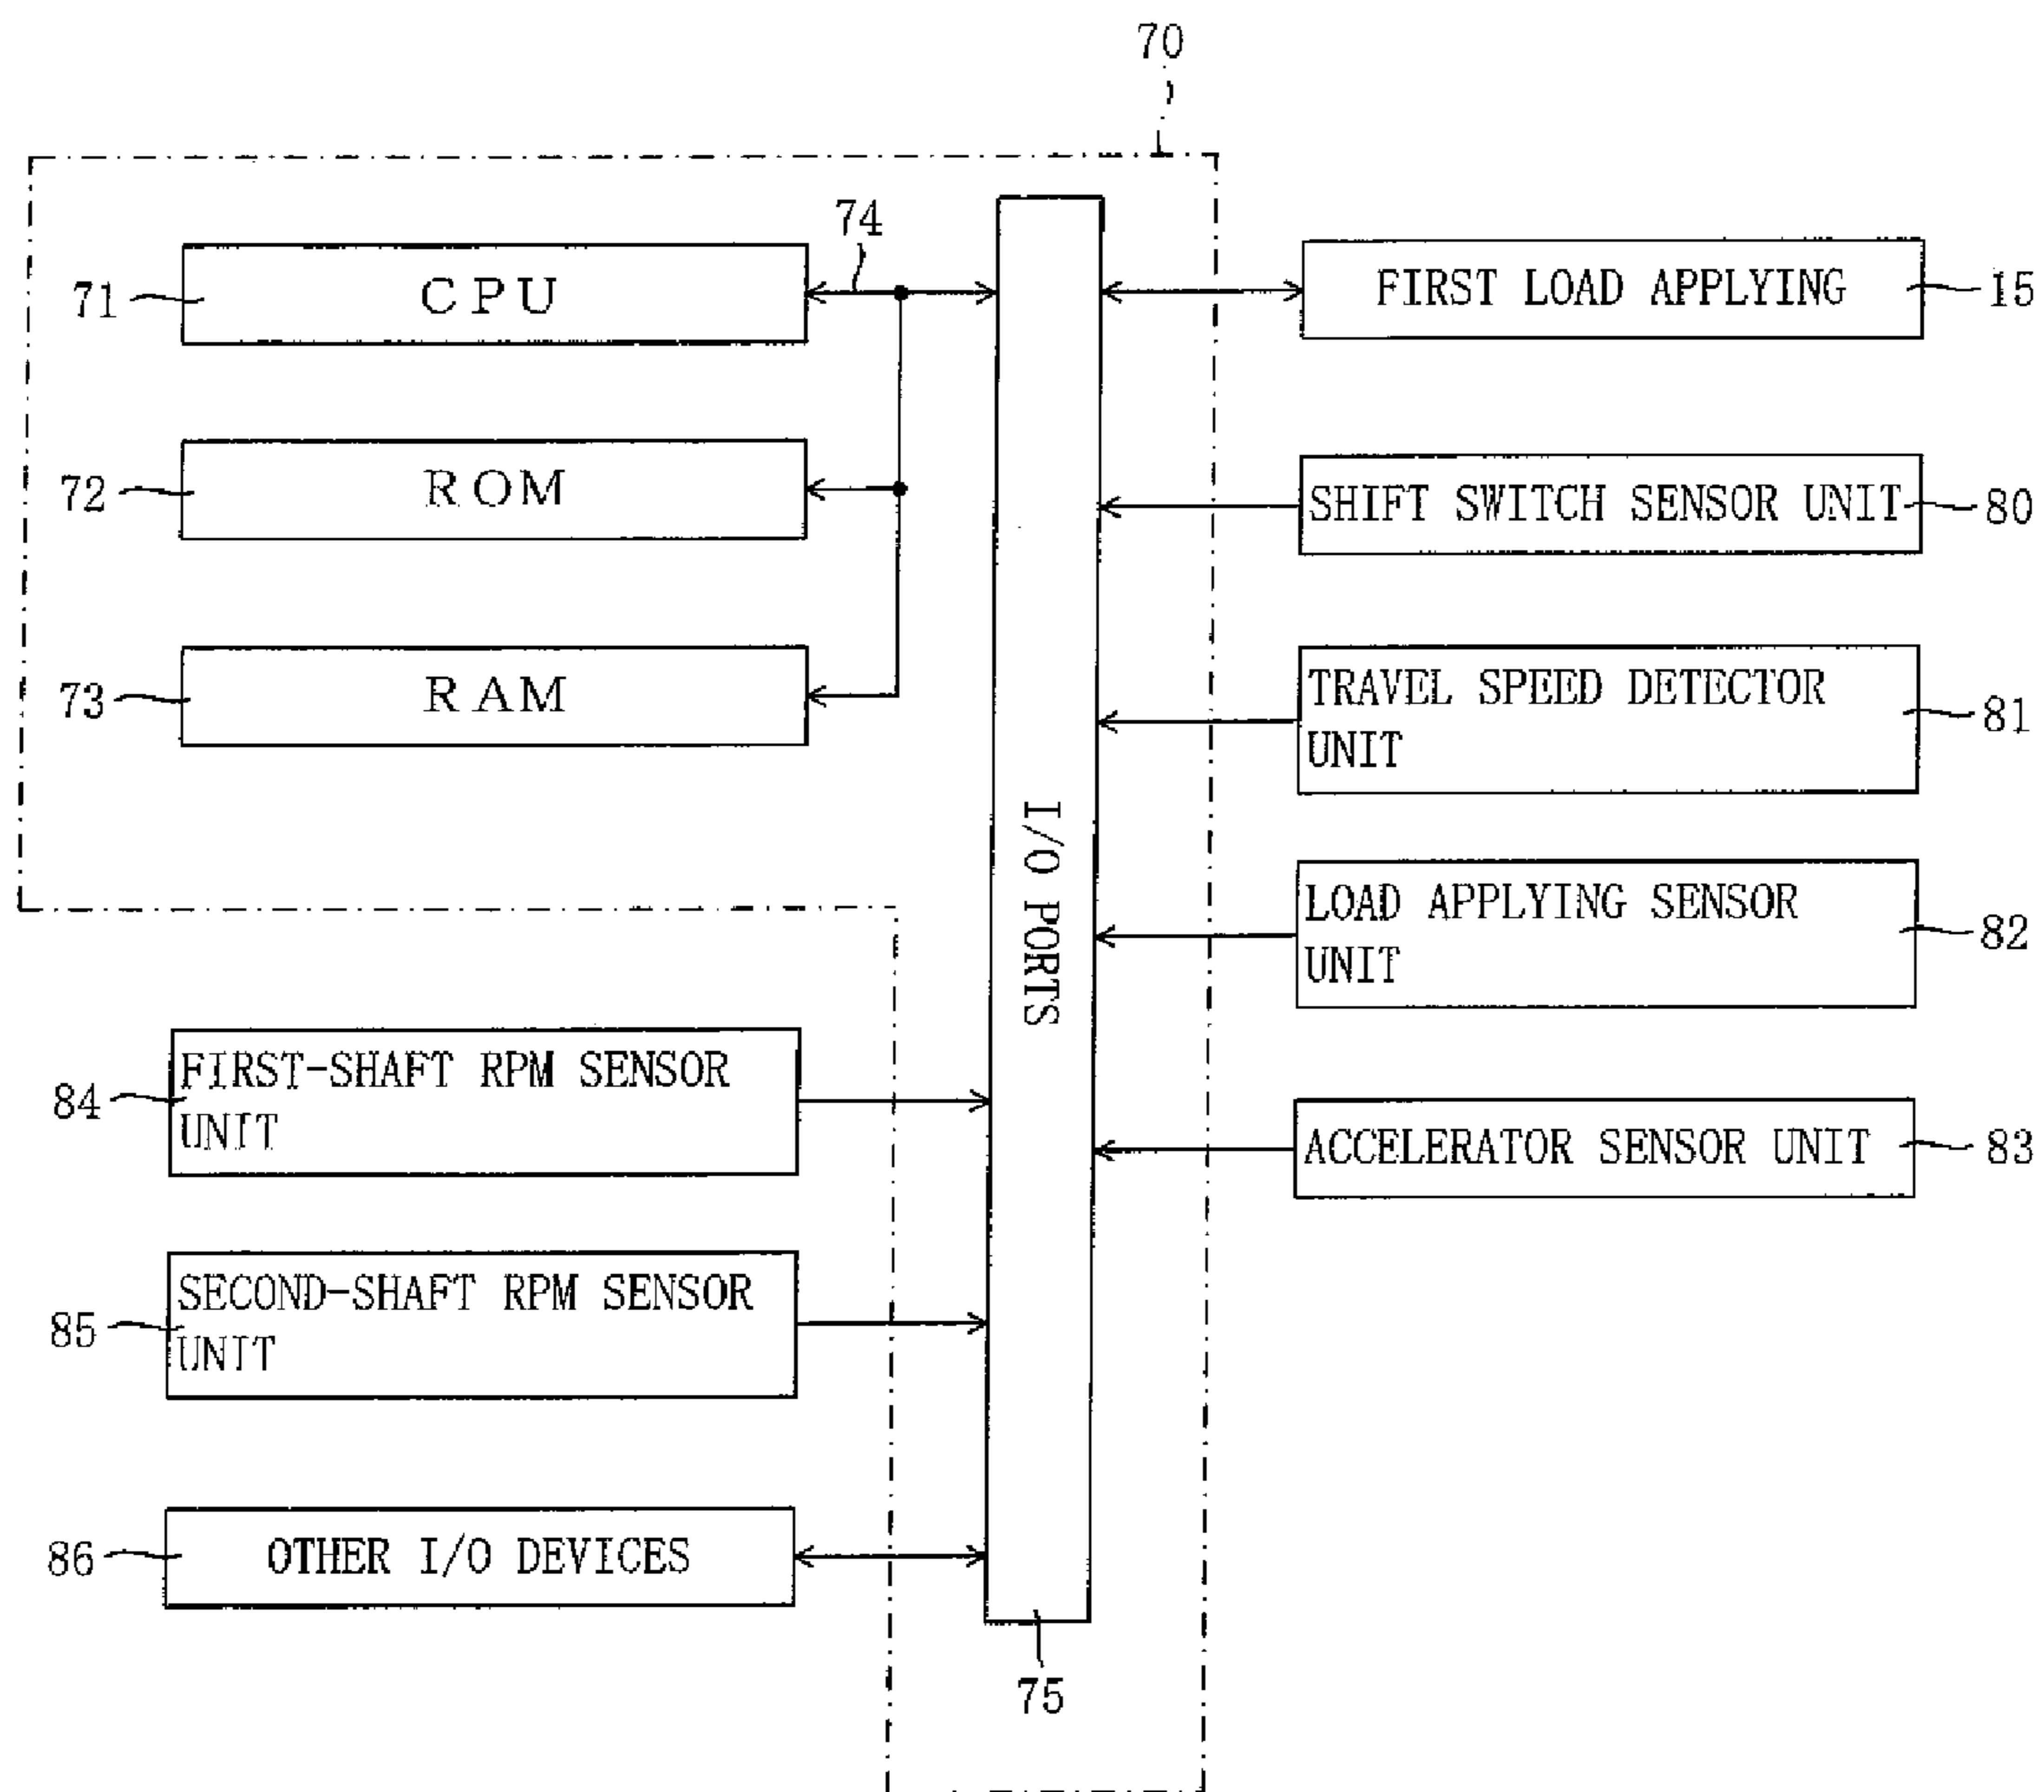 70
74
71
CPU
FIRST LOAD APPLYING
15
72
ROM
SHIFT SWITCH SENSOR UNIT
80
73
RAM
TRAVEL SPEED DETECTOR
UNIT
81
I/O PORTS
LOAD APPLYING SENSOR
UNIT
82
84
FIRST-SHAFT RPM SENSOR
UNIT
ACCELERATOR SENSOR UNIT
83
85
SECOND-SHAFT RPM SENSOR
UNIT
86
OTHER I/O DEVICES
75